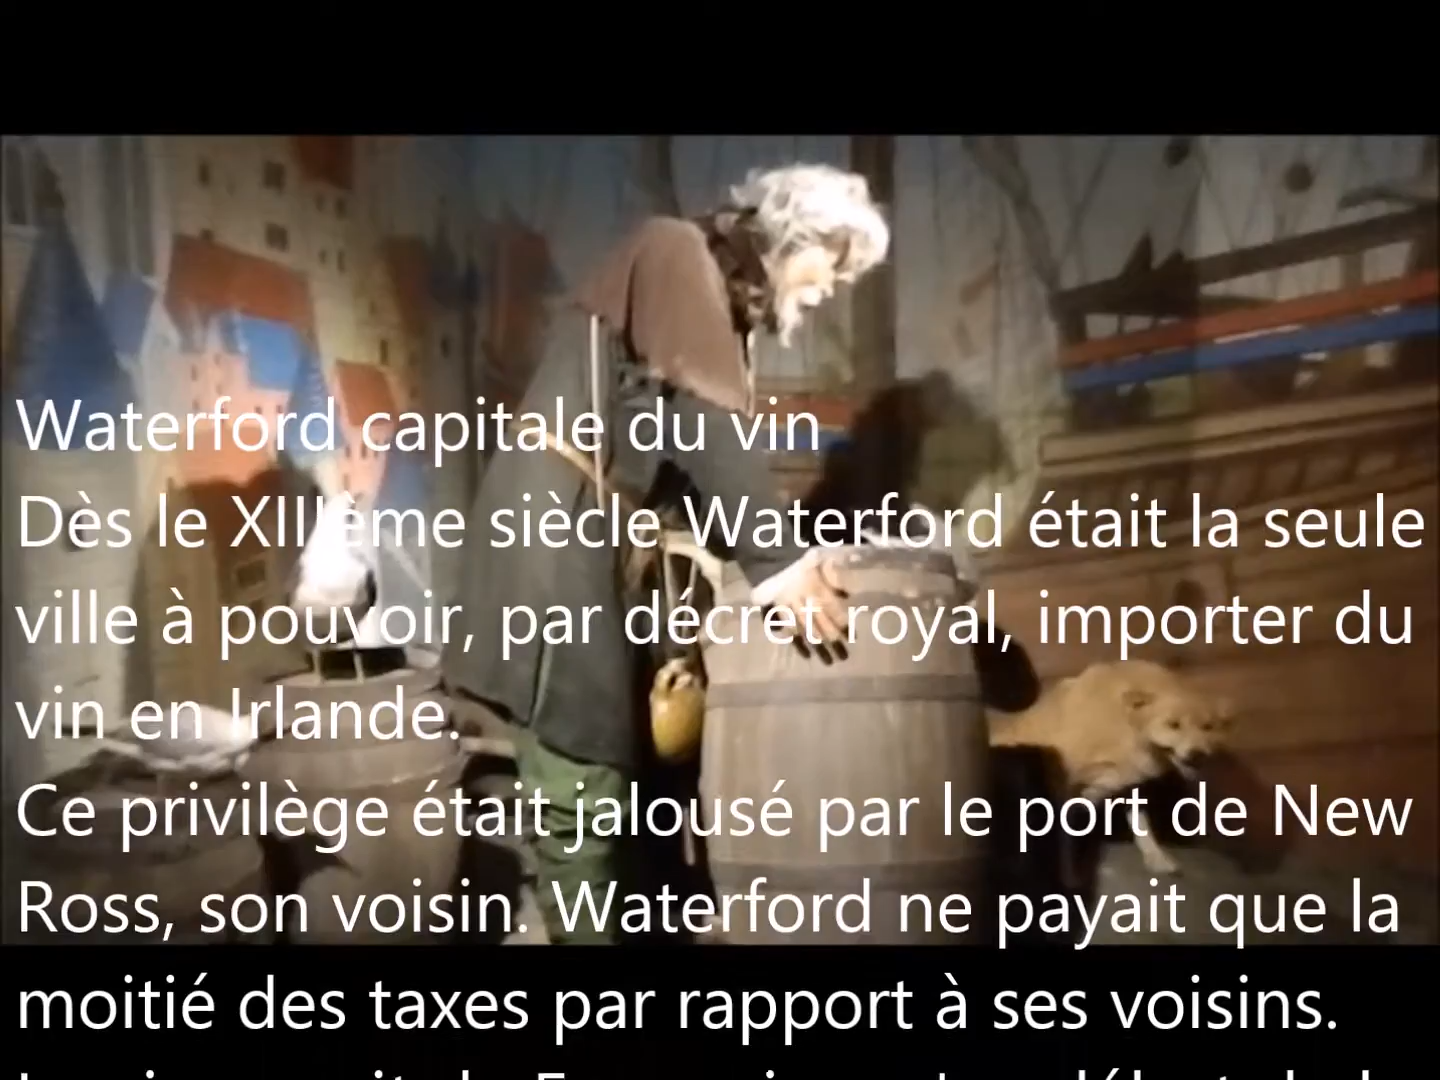 Waterford capitale du vin
Dès le XIIIème siècle Waterford était la seule
ville à pouvoir, par décret royal, importer du
vin en Irlande.
Ce privilège était jalousé par le port de New
Ross, son voisin. Waterford ne payait que la
moitié des taxes par rapport à ses voisins.